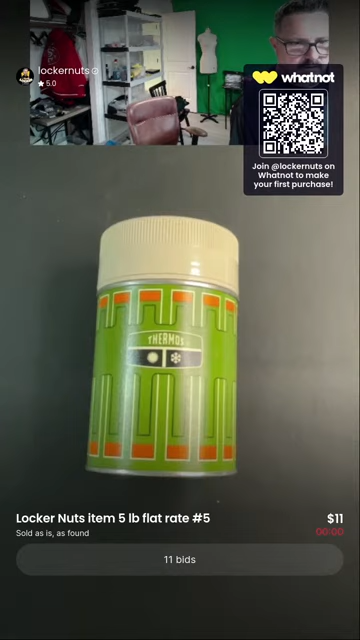 lockernuts
5.0
whatnot
Join @lockernuts on
Whatnot to make
your first purchase!
THERMOS
Locker Nuts item 5 lb flat rate #5
$11
Sold as is, as found
00:00
11 bids